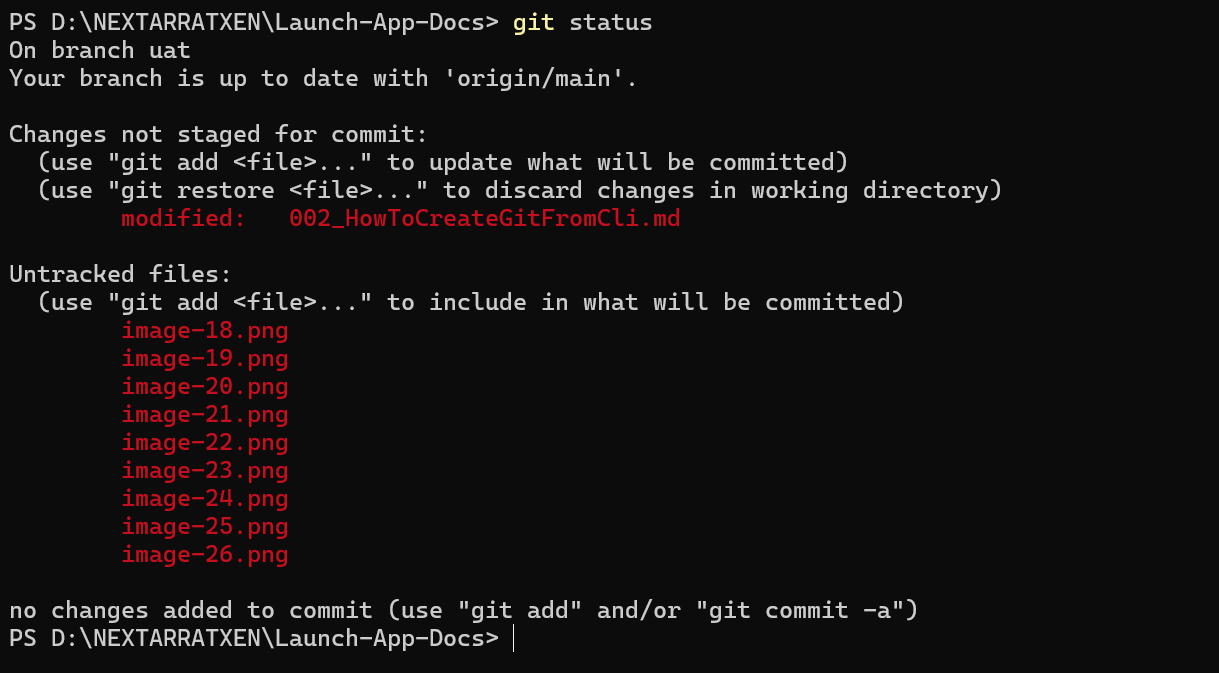 PS D:\NEXTARRATXEN\Launch-App-Docs> git status
On branch uat
Your branch is up to date with 'origin/main'.

Changes not staged for commit:
  (use "git add <file>..." to update what will be committed)
  (use "git restore <file>..." to discard changes in working directory)
        modified:   002_HowToCreateGitFromCli.md

Untracked files:
  (use "git add <file>..." to include in what will be committed)
        image-18.png
        image-19.png
        image-20.png
        image-21.png
        image-22.png
        image-23.png
        image-24.png
        image-25.png
        image-26.png

no changes added to commit (use "git add" and/or "git commit -a")
PS D:\NEXTARRATXEN\Launch-App-Docs>